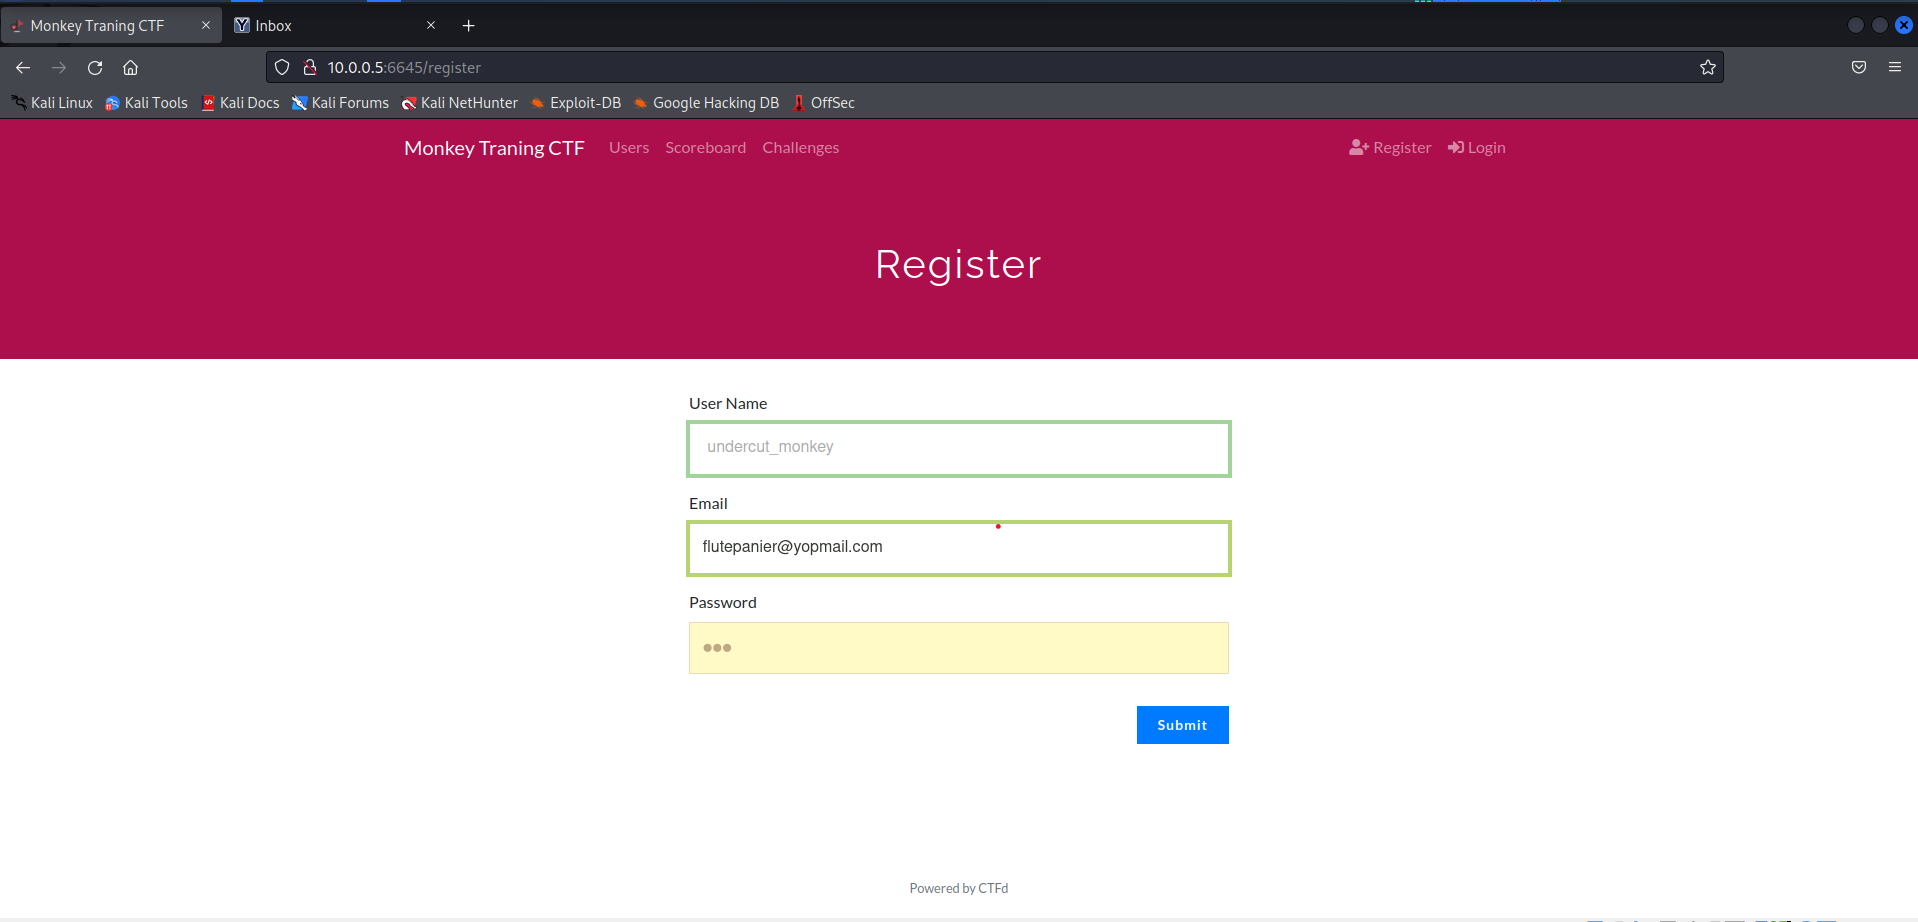 Monkey Traning CTF
Inbox
10.0.0.5:6645/register
Kali Linux Kali Tools Kali Docs Kali Forums Kali NetHunter Exploit-DB Google Hacking DB OffSec
Monkey Traning CTF Users Scoreboard Challenges Register Login
Register
User Name
undercut_monkey
Email
flutepanier@yopmail.com
Password
Submit
Powered by CTFd